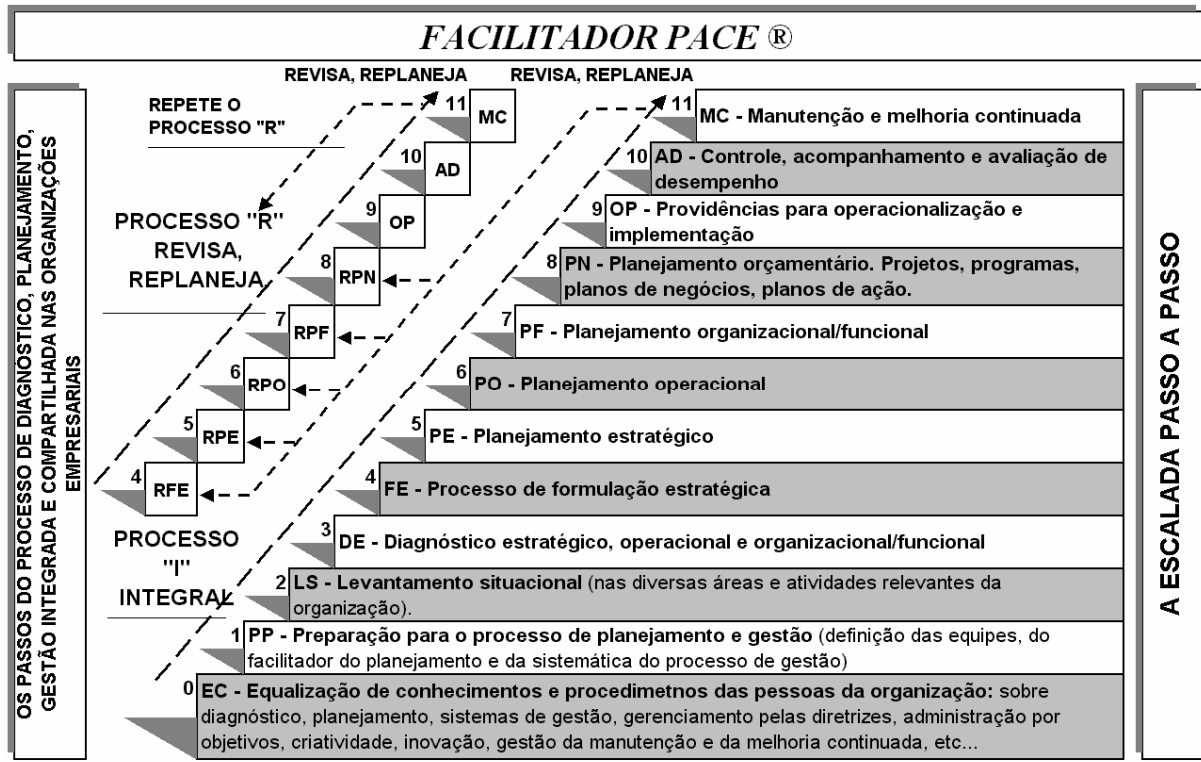 FACILITADOR PACE ®
OS PASSOS DO PROCESSO DE DIAGNÓSTICO, PLANEJAMENTO,
GESTÃO INTEGRADA E COMPARTILHADA NAS ORGANIZAÇÕES
EMPRESARIAIS
REVISA, REPLANEJA
REPETE O
PROCESSO "R"
11 MC
10 AD
9 OP
PROCESSO "R"
REVISA,
REPLANEJA
8 RPN
7 RPF
6 RPO
5 RPE
4 RFE
PROCESSO
"I"
INTEGRAL
REVISA, REPLANEJA
11 MC - Manutenção e melhoria continuada
10 AD - Controle, acompanhamento e avaliação de
desempenho
9 OP - Providências para operacionalização e
implementação
8 PN - Planejamento orçamentário. Projetos, programas,
planos de negócios, planos de ação.
7 PF - Planejamento organizacional/funcional
6 PO - Planejamento operacional
5 PE - Planejamento estratégico
4 FE - Processo de formulação estratégica
3 DE - Diagnóstico estratégico, operacional e organizacional/funcional
2 LS - Levantamento situacional (nas diversas áreas e atividades relevantes da
organização).
1 PP - Preparação para o processo de planejamento e gestão (definição das equipes, do
facilitador do planejamento e da sistemática do processo de gestão)
0 EC - Equalização de conhecimentos e procedimetnos das pessoas da organização: sobre
diagnóstico, planejamento, sistemas de gestão, gerenciamento pelas diretrizes, administração por
objetivos, criatividade, inovação, gestão da manutenção e da melhoria continuada, etc...
A ESCALADA PASSO A PASSO